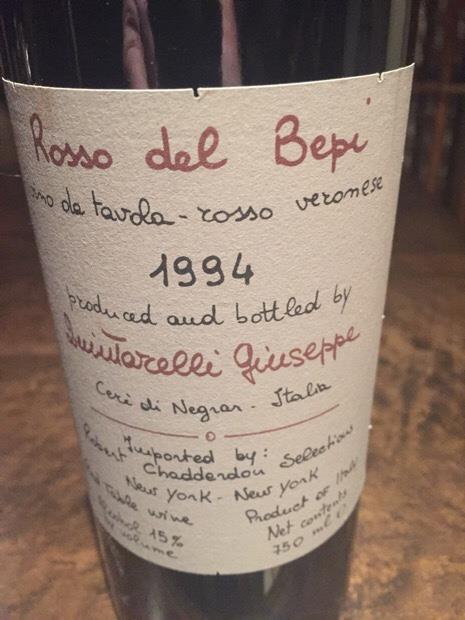 Rosso del Bepi
da tavola - rosso veronese
1994
produced and bottled by
Quintarelli Giuseppe
Cerè di Negrar - Italia
Imported by:
Robert Chadderdon Selections
New York - New York
Red Table wine
Product of Italy
Alcohol 15%
by volume
Net contents
750 ml e